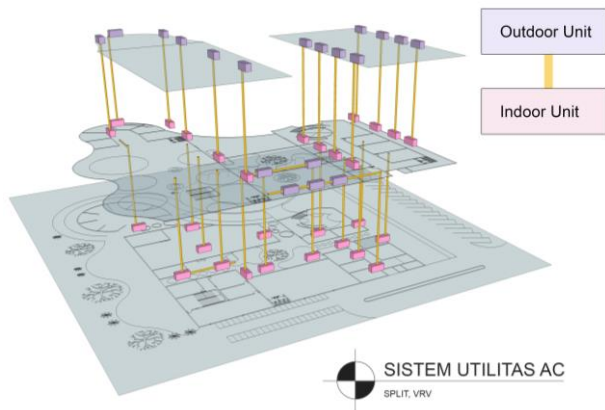 Outdoor Unit
Indoor Unit
SISTEM UTILITAS AC
SPLIT, VRV